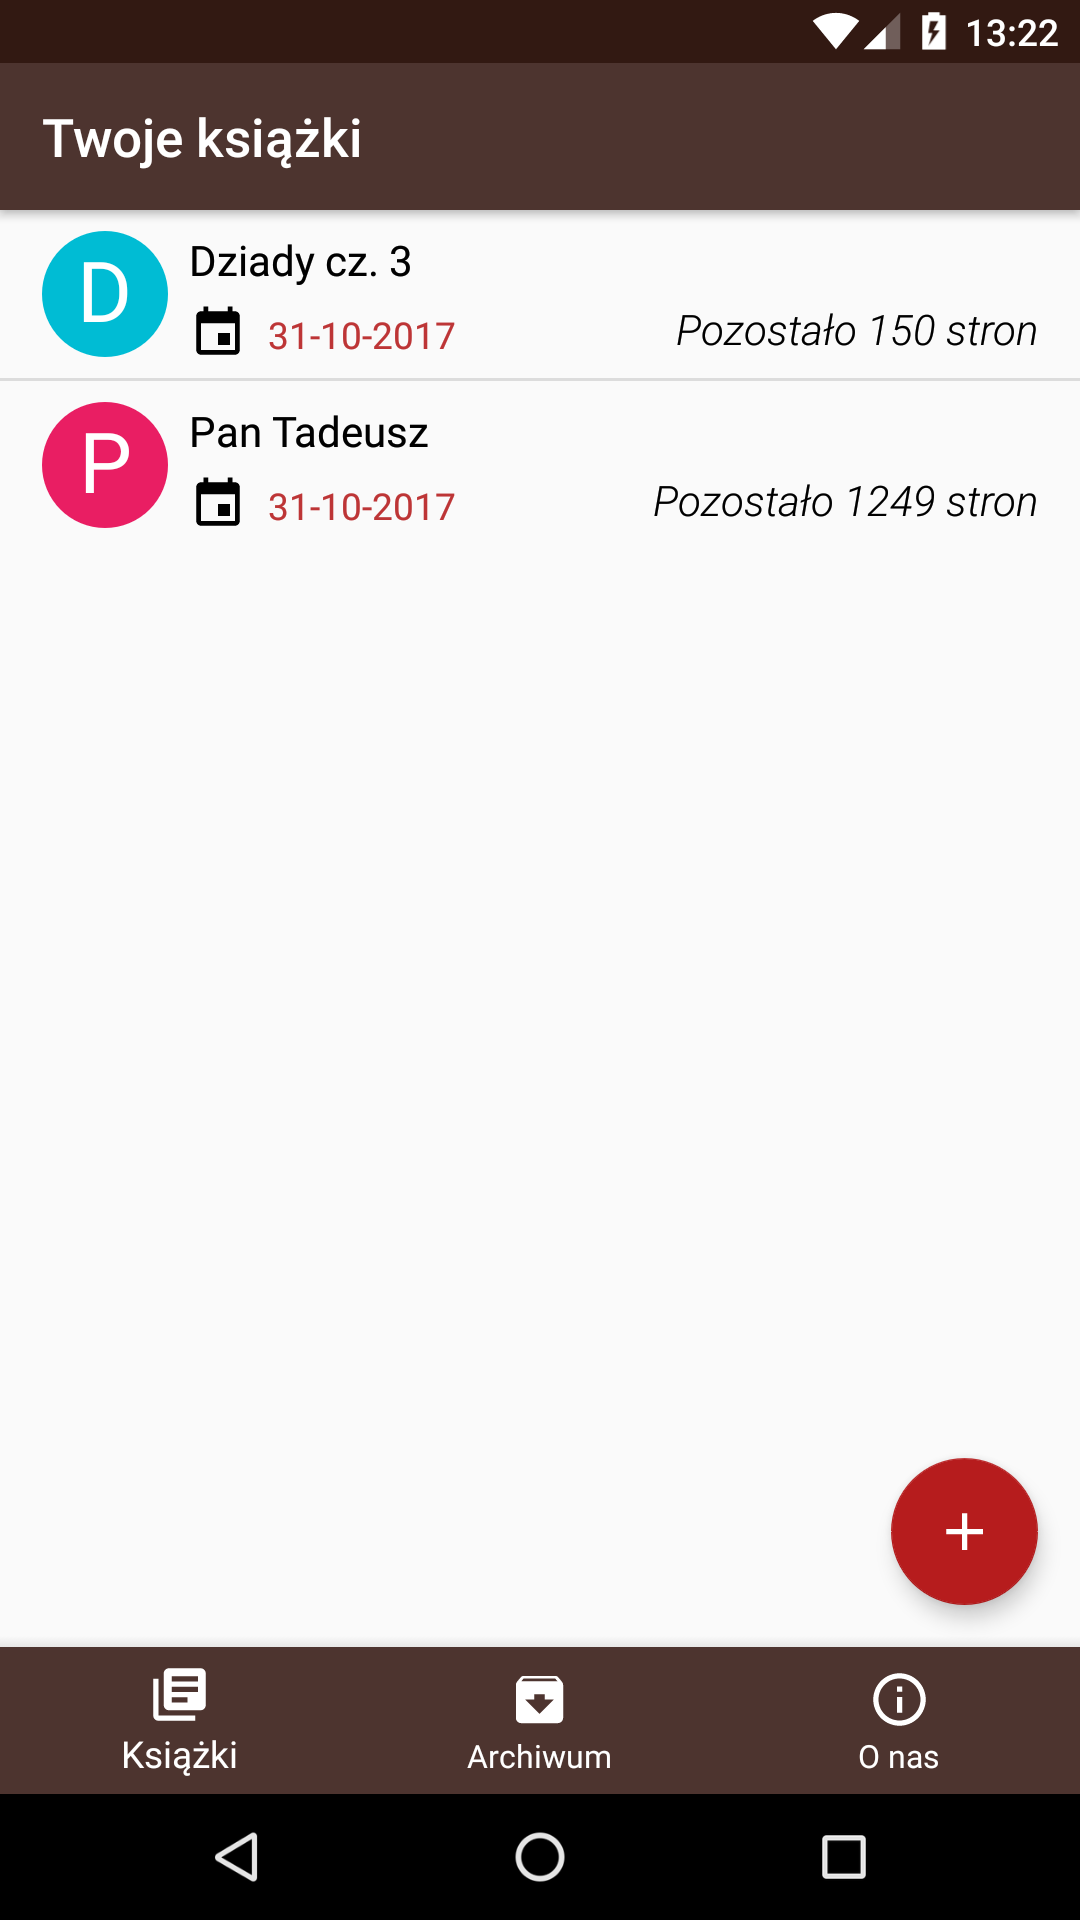 13:22
Twoje książki
D
Dziady cz. 3
31-10-2017
Pozostało 150 stron
P
Pan Tadeusz
31-10-2017
Pozostało 1249 stron
+
Książki
Archiwum
O nas